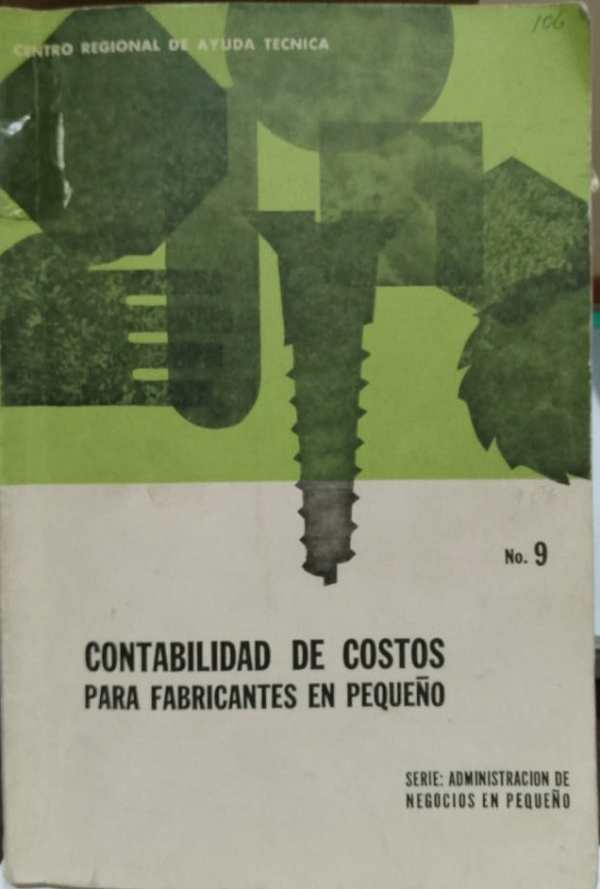 106
CENTRO REGIONAL DE AYUDA TECNICA
No. 9
CONTABILIDAD DE COSTOS
PARA FABRICANTES EN PEQUEÑO
SERIE: ADMINISTRACION DE
NEGOCIOS EN PEQUEÑO